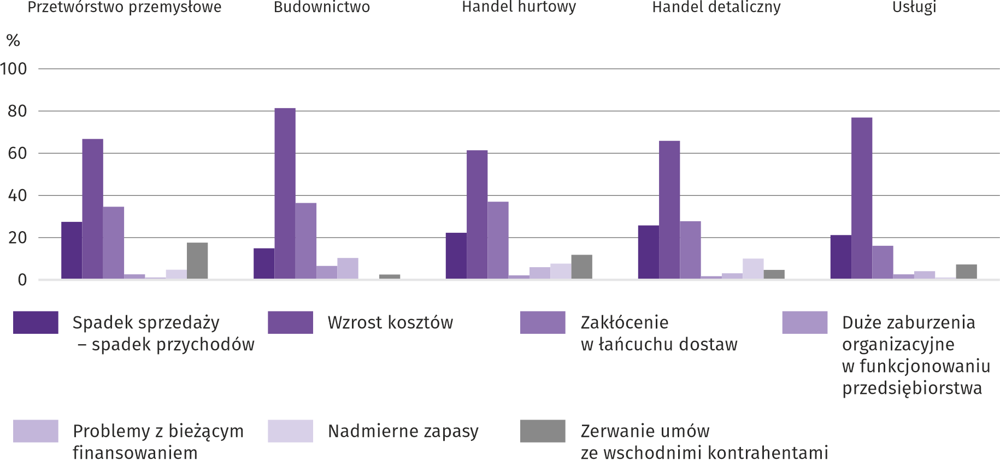 Przetwórstwo przemysłowe
Budownictwo
Handel hurtowy
Handel detaliczny
Usługi
%
100
80
60
40
20
0
Spadek sprzedaży
– spadek przychodów
Wzrost kosztów
Zakłócenie
w łańcuchu dostaw
Duże zaburzenia
organizacyjne
w funkcjonowaniu
przedsiębiorstwa
Problemy z bieżącym
finansowaniem
Nadmierne zapasy
Zerwanie umów
ze wschodnimi kontrahentami